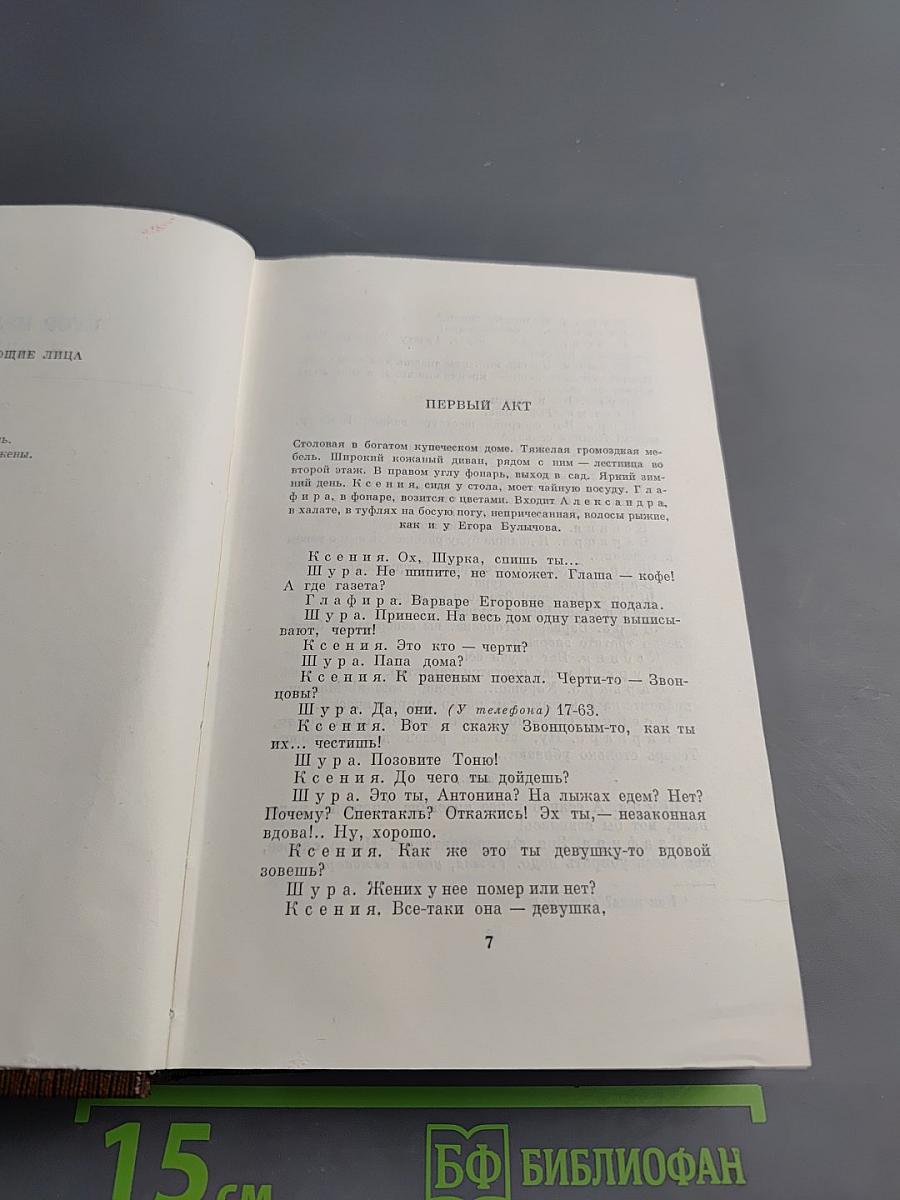 ЮЩИЕ ЛИЦА
нь.
жены.
ПЕРВЫЙ АКТ
Столовая в богатом купеческом доме. Тяжелая громоздкая ме-
бель. Широкий кожаный диван, рядом с ним — лестница во
второй этаж. В правом углу фонарь, выход в сад. Яркий зим-
ний день. Ксения, сидя у стола, моет чайную посуду. Гла-
фира, в фонаре, возится с цветами. Входит Александра,
в халате, в туфлях на босую ногу, непричесанная, волосы рыжие,
как и у Егора Булычова.
Ксения. Ох, Шурка, спишь ты...
Шура. Не шипите, не поможет. Глаша — кофе!
А где газета?
Глафира. Варваре Егоровне наверх подала.
Шура. Принеси. На весь дом одну газету выписы-
вают, черти!
Ксения. Это кто — черти?
Шура. Папа дома?
Ксения. К раненым поехал. Черти-то — Звон-
цовы?
Шура. Да, они. (У телефона) 17-63.
Ксения. Вот я скажу Звонцовым-то, как ты
их... честишь!
Шура. Позовите Тоню!
Ксения. До чего ты дойдешь?
Шура. Это ты, Антонина? На лыжах едем? Нет?
Почему? Спектакль? Откажись! Эх ты,— незаконная
вдова!.. Ну, хорошо.
Ксения. Как же это ты девушку-то вдовой
зовешь?
Шура. Жених у нее помер или нет?
Ксения. Все-таки она — девушка,
7
15 см
БФ БИБЛИОФАН